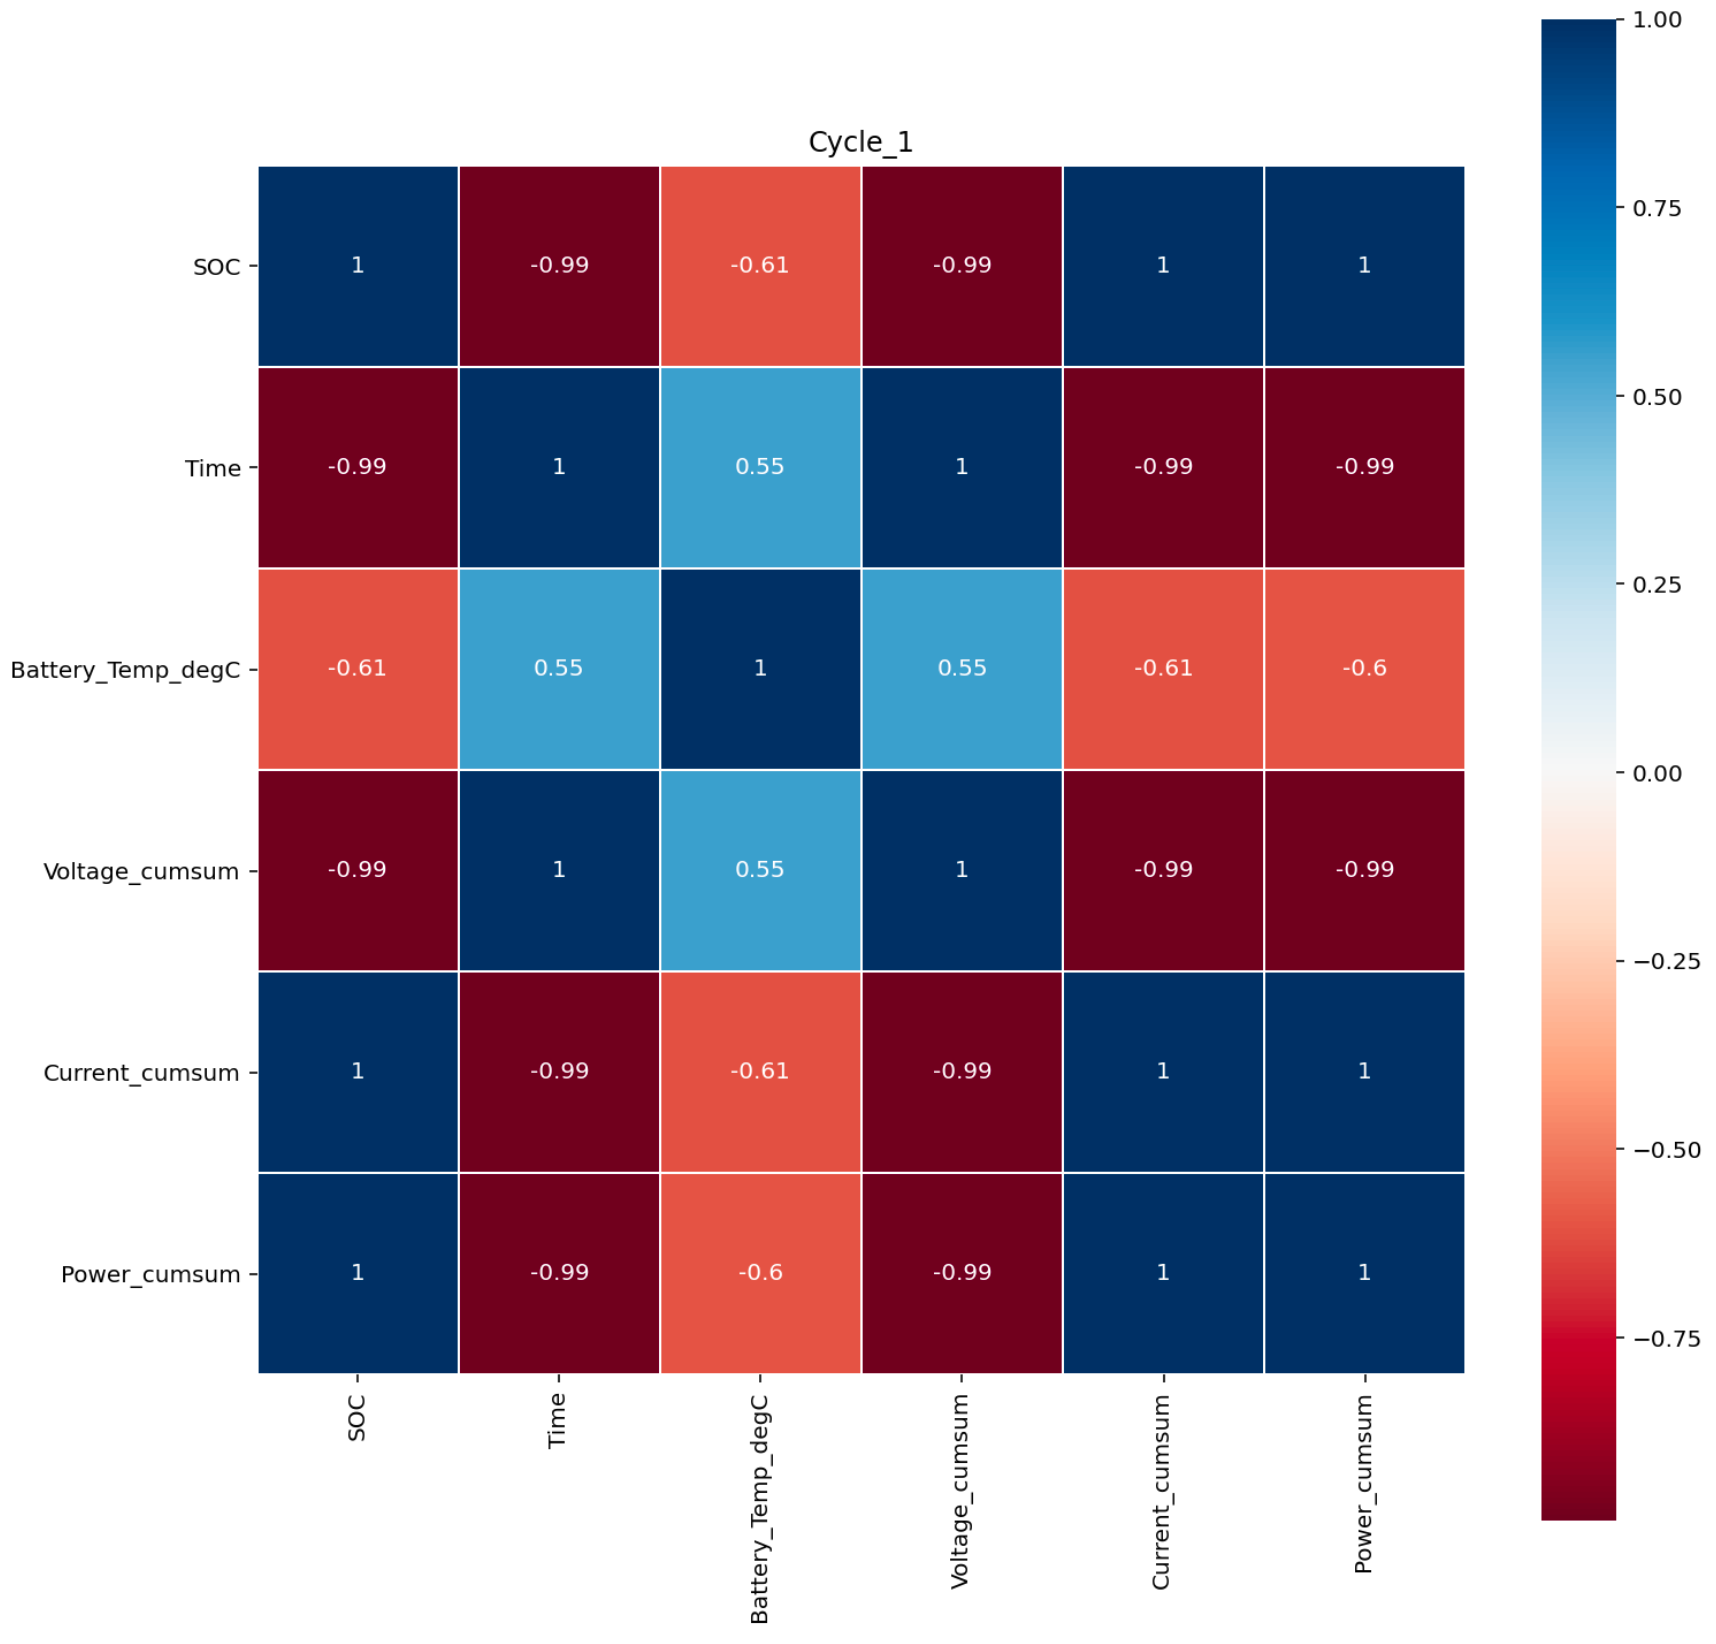 Cycle_1
SOC 1 -0.99 -0.61 -0.99 1 1
Time -0.99 1 0.55 1 -0.99 -0.99
Battery_Temp_degC -0.61 0.55 1 0.55 -0.61 -0.6
Voltage_cumsum -0.99 1 0.55 1 -0.99 -0.99
Current_cumsum 1 -0.99 -0.61 -0.99 1 1
Power_cumsum 1 -0.99 -0.6 -0.99 1 1
SOC
Time
Battery_Temp_degC
Voltage_cumsum
Current_cumsum
Power_cumsum
1.00
0.75
0.50
0.25
0.00
−0.25
−0.50
−0.75